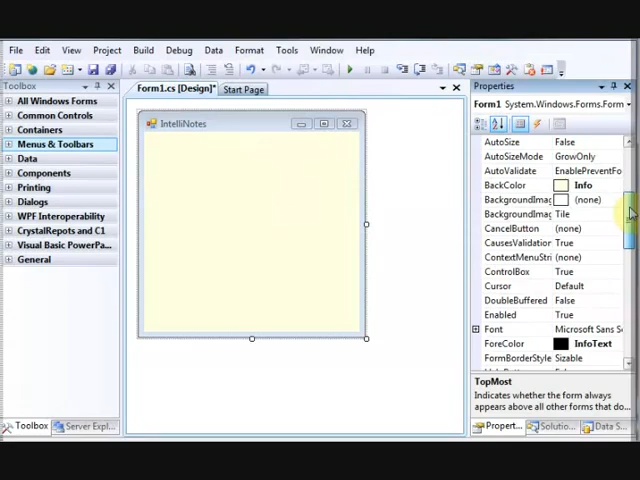 File Edit View Project Build Debug Data Format Tools Window Help
Toolbox
All Windows Forms
Common Controls
Containers
Menus & Toolbars
Data
Components
Printing
Dialogs
WPF Interoperability
CrystalRepots and C1
Visual Basic PowerPa...
General
Toolbox Server Expl...
Form1.cs [Design]* Start Page
IntelliNotes
Properties
Form1 System.Windows.Forms.Form
AutoSize False
AutoSizeMode GrowOnly
AutoValidate EnablePreventFo
BackColor Info
BackgroundImag (none)
BackgroundImag Tile
CancelButton (none)
CausesValidation True
ContextMenuStri (none)
ControlBox True
Cursor Default
DoubleBuffered False
Enabled True
Font Microsoft Sans S
ForeColor InfoText
FormBorderStyle Sizable
TopMost
Indicates whether the form always
appears above all other forms that do...
Propert... Solutio... Data S...